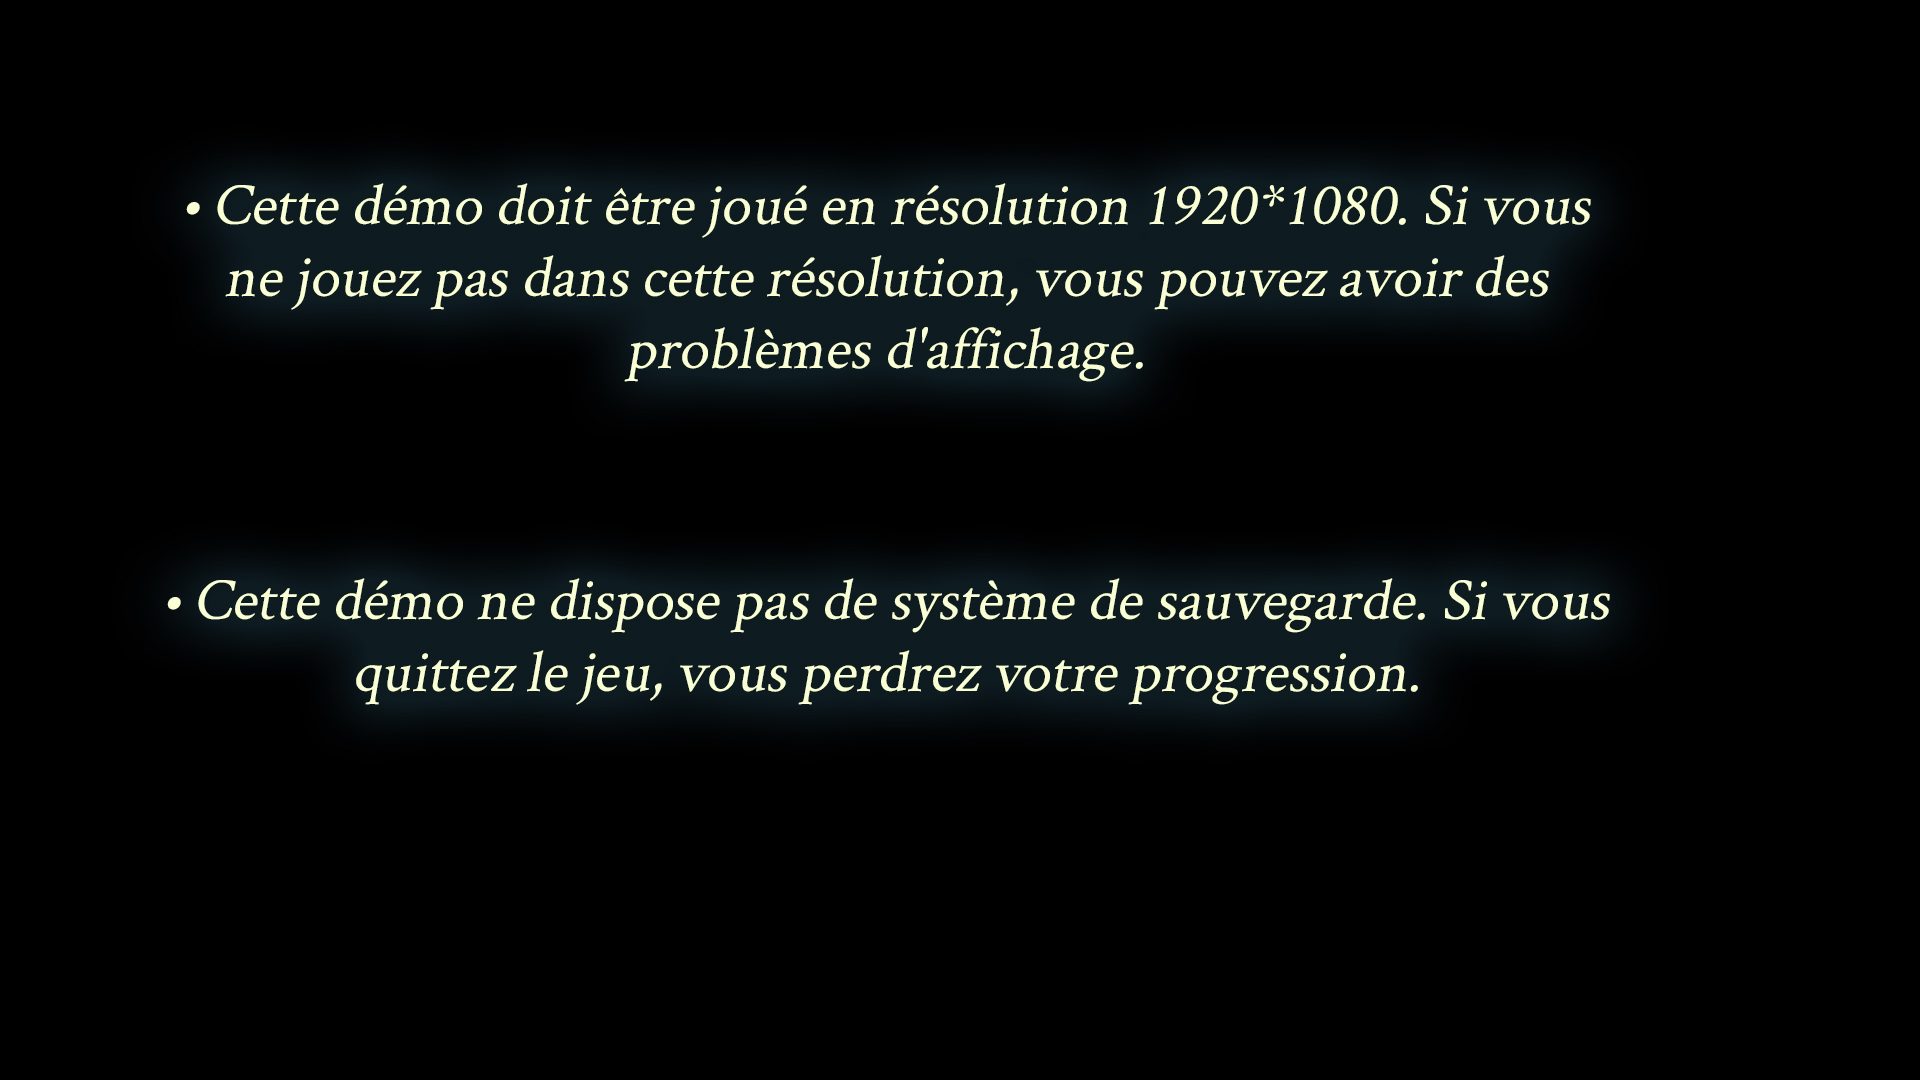 • Cette démo doit être joué en résolution 1920*1080. Si vous
ne jouez pas dans cette résolution, vous pouvez avoir des
problèmes d'affichage.
• Cette démo ne dispose pas de système de sauvegarde. Si vous
quittez le jeu, vous perdrez votre progression.